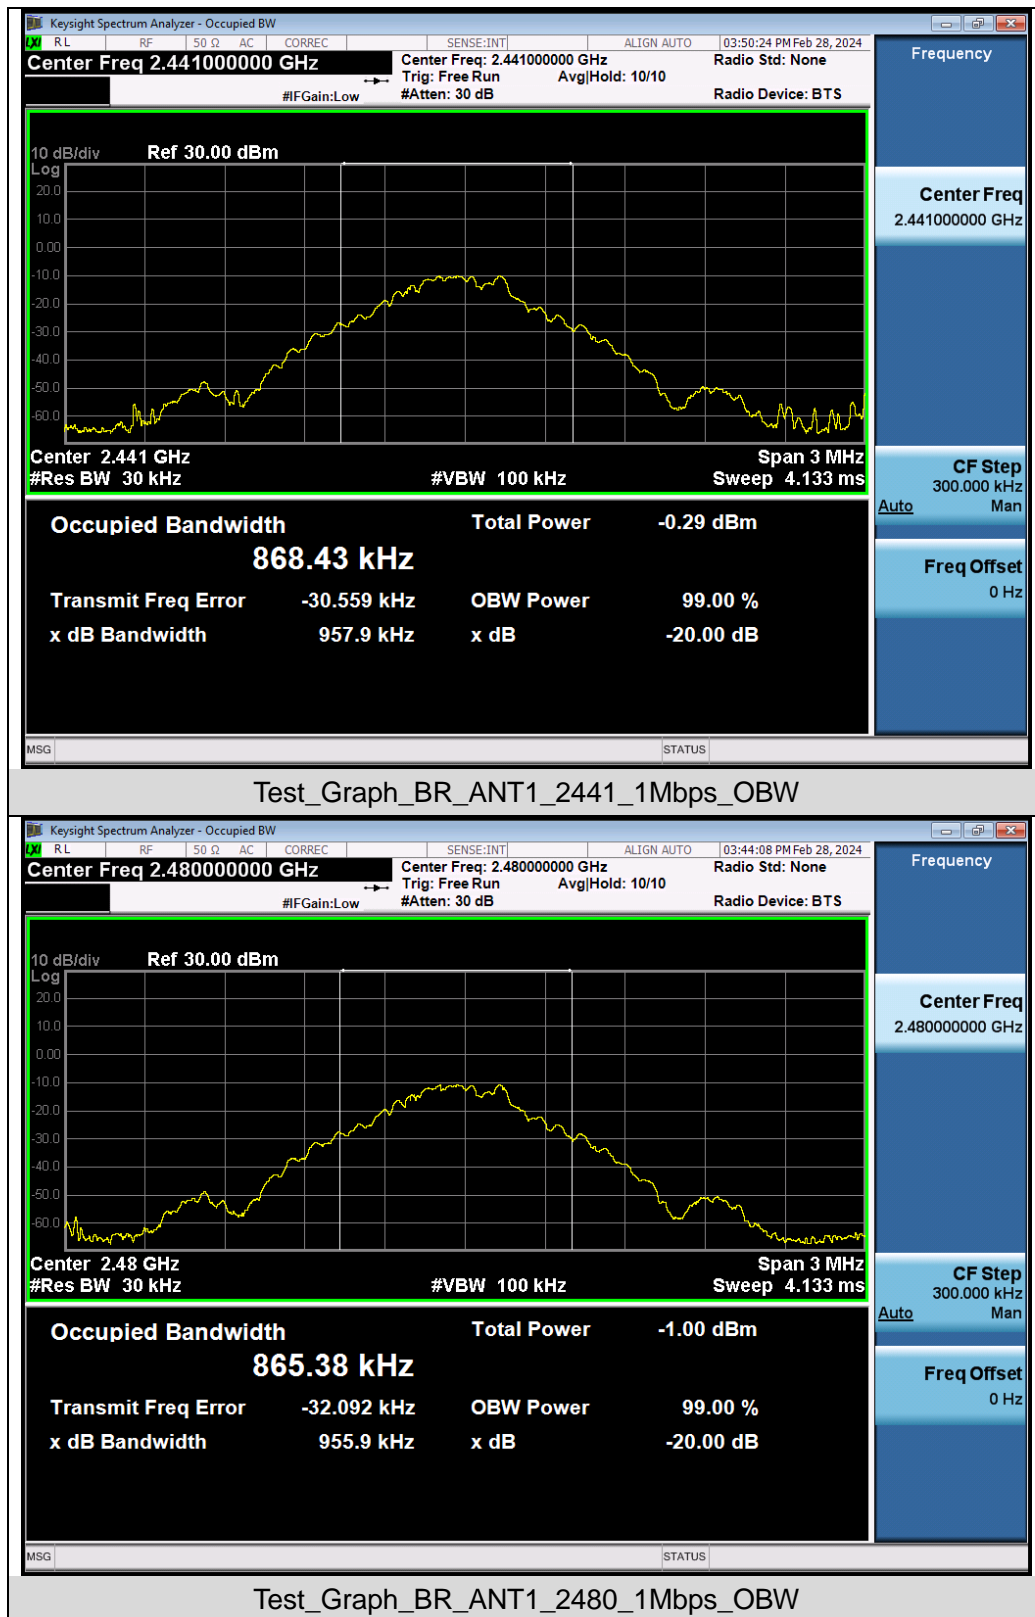 Keysight Spectrum Analyzer - Occupied BW
LXI RL RF 50 Ω AC CORREC SENSE:INT ALIGN AUTO 03:50:24 PM Feb 28, 2024
Center Freq 2.441000000 GHz
Center Freq: 2.441000000 GHz Radio Std: None
Trig: Free Run Avg|Hold: 10/10
#IFGain:Low #Atten: 30 dB Radio Device: BTS
10 dB/div Ref 30.00 dBm
Log
20.0
10.0
0.00
-10.0
-20.0
-30.0
-40.0
-50.0
-60.0
Center 2.441 GHz Span 3 MHz
#Res BW 30 kHz #VBW 100 kHz Sweep 4.133 ms
Occupied Bandwidth Total Power -0.29 dBm
868.43 kHz
Transmit Freq Error -30.559 kHz OBW Power 99.00 %
x dB Bandwidth 957.9 kHz x dB -20.00 dB
MSG STATUS
Frequency
Center Freq
2.441000000 GHz
CF Step
300.000 kHz
Auto Man
Freq Offset
0 Hz
Test_Graph_BR_ANT1_2441_1Mbps_OBW
Keysight Spectrum Analyzer - Occupied BW
LXI RL RF 50 Ω AC CORREC SENSE:INT ALIGN AUTO 03:44:08 PM Feb 28, 2024
Center Freq 2.480000000 GHz
Center Freq: 2.480000000 GHz Radio Std: None
Trig: Free Run Avg|Hold: 10/10
#IFGain:Low #Atten: 30 dB Radio Device: BTS
10 dB/div Ref 30.00 dBm
Log
20.0
10.0
0.00
-10.0
-20.0
-30.0
-40.0
-50.0
-60.0
Center 2.48 GHz Span 3 MHz
#Res BW 30 kHz #VBW 100 kHz Sweep 4.133 ms
Occupied Bandwidth Total Power -1.00 dBm
865.38 kHz
Transmit Freq Error -32.092 kHz OBW Power 99.00 %
x dB Bandwidth 955.9 kHz x dB -20.00 dB
MSG STATUS
Frequency
Center Freq
2.480000000 GHz
CF Step
300.000 kHz
Auto Man
Freq Offset
0 Hz
Test_Graph_BR_ANT1_2480_1Mbps_OBW